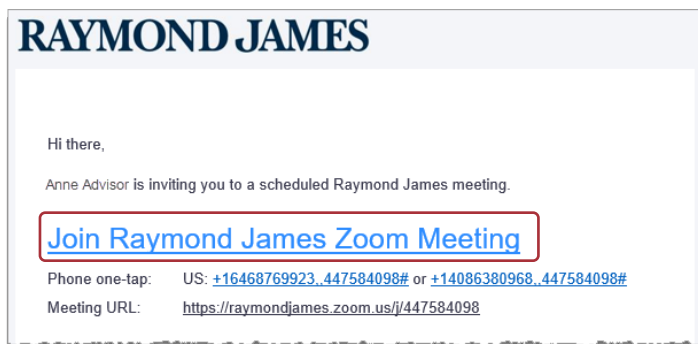 RAYMOND JAMES
Hi there,
Anne Advisor is inviting you to a scheduled Raymond James meeting.
Join Raymond James Zoom Meeting
Phone one-tap: US: +16468769923,,447584098# or +14086380968,,447584098#
Meeting URL: https://raymondjames.zoom.us/j/447584098